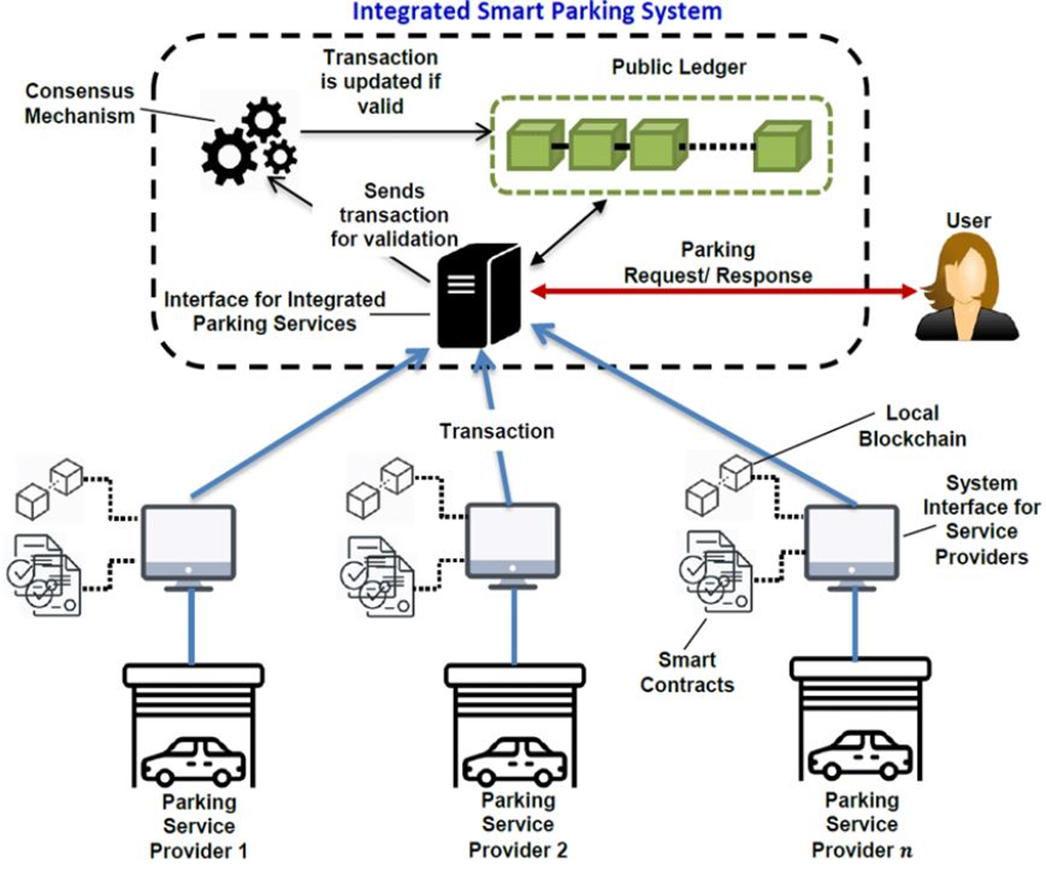 Integrated Smart Parking System
Consensus
Mechanism
Transaction
is updated if
valid
Public Ledger
Sends
transaction
for validation
Interface for Integrated
Parking Services
Parking
Request/ Response
User
Transaction
Local
Blockchain
System
Interface for
Service
Providers
Smart
Contracts
Parking
Service
Provider 1
Parking
Service
Provider 2
Parking
Service
Provider n